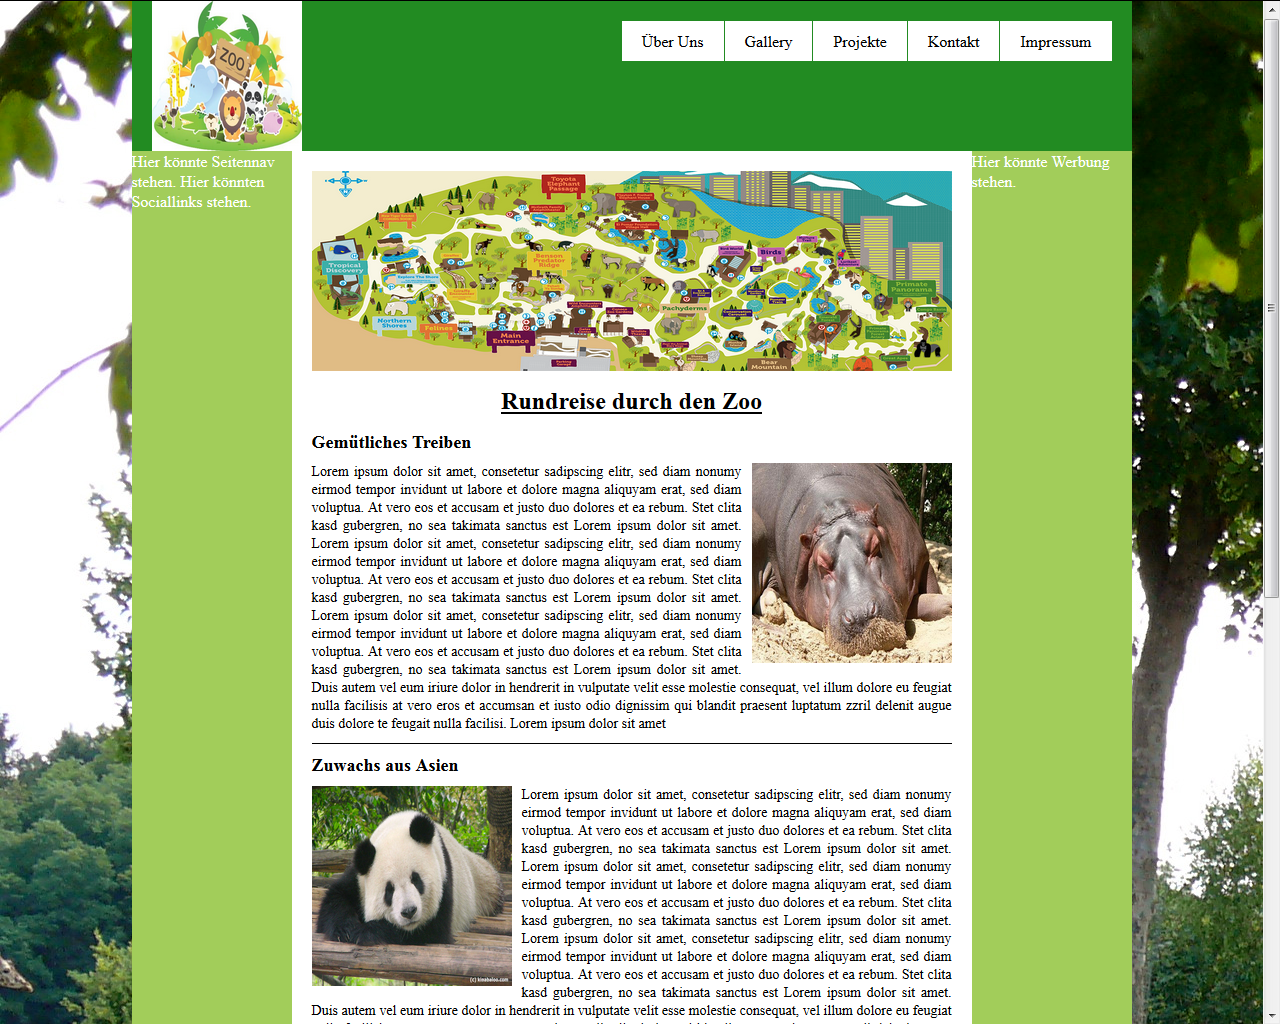 ZOO
Über Uns
Gallery
Projekte
Kontakt
Impressum
Hier könnte Seitennav
stehen. Hier könnten
Sociallinks stehen.
Hier könnte Werbung
stehen.
Toyota
Elephant
Passage
Tropical
Discovery
Benson
Predator
Ridge
Birds
Primate
Panorama
Northern
Shores
Felines
Main
Entrance
Pachyderms
Bear
Mountain
Rundreise durch den Zoo
Gemütliches Treiben
Lorem ipsum dolor sit amet, consetetur sadipscing elitr, sed diam nonumy
eirmod tempor invidunt ut labore et dolore magna aliquyam erat, sed diam
voluptua. At vero eos et accusam et justo duo dolores et ea rebum. Stet clita
kasd gubergren, no sea takimata sanctus est Lorem ipsum dolor sit amet.
Lorem ipsum dolor sit amet, consetetur sadipscing elitr, sed diam nonumy
eirmod tempor invidunt ut labore et dolore magna aliquyam erat, sed diam
voluptua. At vero eos et accusam et justo duo dolores et ea rebum. Stet clita
kasd gubergren, no sea takimata sanctus est Lorem ipsum dolor sit amet.
Lorem ipsum dolor sit amet, consetetur sadipscing elitr, sed diam nonumy
eirmod tempor invidunt ut labore et dolore magna aliquyam erat, sed diam
voluptua. At vero eos et accusam et justo duo dolores et ea rebum. Stet clita
kasd gubergren, no sea takimata sanctus est Lorem ipsum dolor sit amet.
Duis autem vel eum iriure dolor in hendrerit in vulputate velit esse molestie consequat, vel illum dolore eu feugiat
nulla facilisis at vero eros et accumsan et iusto odio dignissim qui blandit praesent luptatum zzril delenit augue
duis dolore te feugait nulla facilisi. Lorem ipsum dolor sit amet
Zuwachs aus Asien
Lorem ipsum dolor sit amet, consetetur sadipscing elitr, sed diam nonumy
eirmod tempor invidunt ut labore et dolore magna aliquyam erat, sed diam
voluptua. At vero eos et accusam et justo duo dolores et ea rebum. Stet clita
kasd gubergren, no sea takimata sanctus est Lorem ipsum dolor sit amet.
Lorem ipsum dolor sit amet, consetetur sadipscing elitr, sed diam nonumy
eirmod tempor invidunt ut labore et dolore magna aliquyam erat, sed diam
voluptua. At vero eos et accusam et justo duo dolores et ea rebum. Stet clita
kasd gubergren, no sea takimata sanctus est Lorem ipsum dolor sit amet.
Lorem ipsum dolor sit amet, consetetur sadipscing elitr, sed diam nonumy
eirmod tempor invidunt ut labore et dolore magna aliquyam erat, sed diam
voluptua. At vero eos et accusam et justo duo dolores et ea rebum. Stet clita
kasd gubergren, no sea takimata sanctus est Lorem ipsum dolor sit amet.
Duis autem vel eum iriure dolor in hendrerit in vulputate velit esse molestie consequat, vel illum dolore eu feugiat